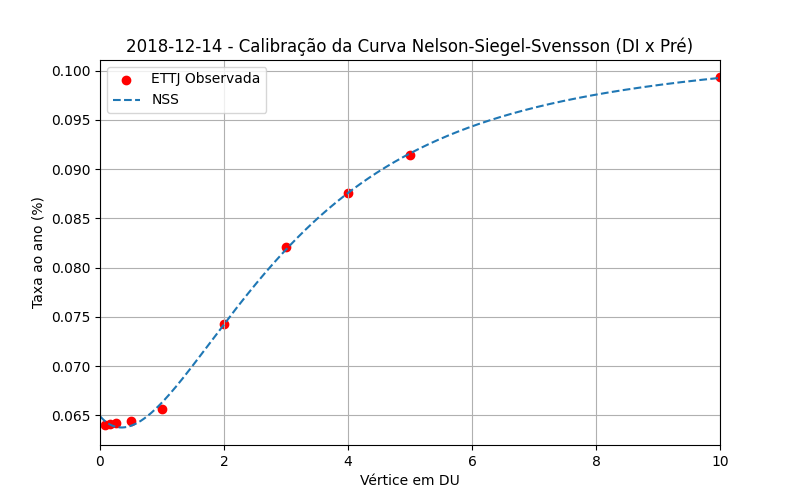 2018-12-14 - Calibração da Curva Nelson-Siegel-Svensson (DI x Pré)
ETTJ Observada
NSS
0.100
0.095
0.090
0.085
0.080
0.075
0.070
0.065
Taxa ao ano (%)
0 2 4 6 8 10
Vértice em DU